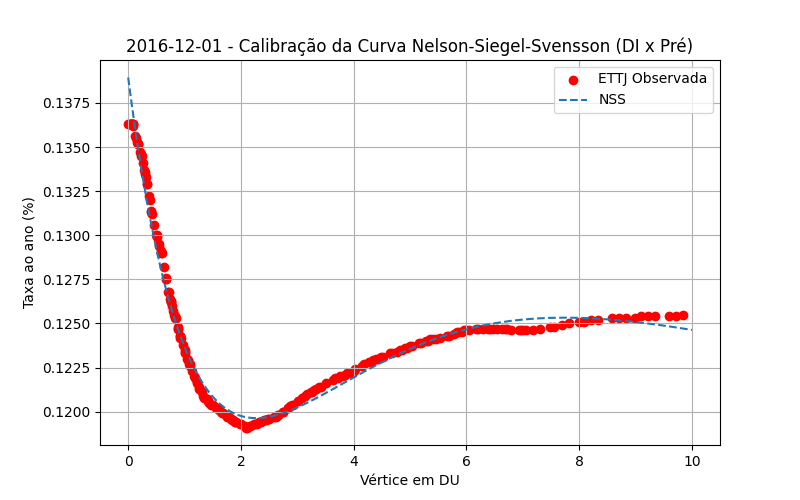 2016-12-01 - Calibração da Curva Nelson-Siegel-Svensson (DI x Pré)
ETTJ Observada
NSS
Taxa ao ano (%)
0.1375
0.1350
0.1325
0.1300
0.1275
0.1250
0.1225
0.1200
0 2 4 6 8 10
Vértice em DU